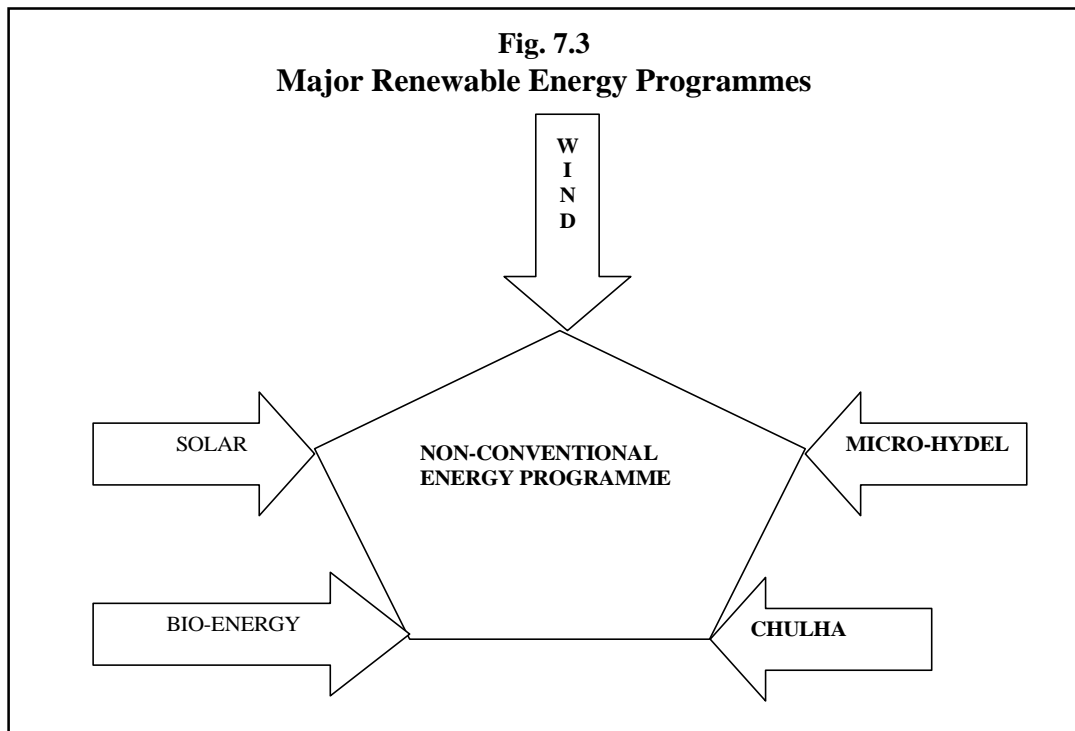 Fig. 7.3
Major Renewable Energy Programmes
W
I
N
D
SOLAR
NON-CONVENTIONAL
ENERGY PROGRAMME
MICRO-HYDEL
BIO-ENERGY
CHULHA